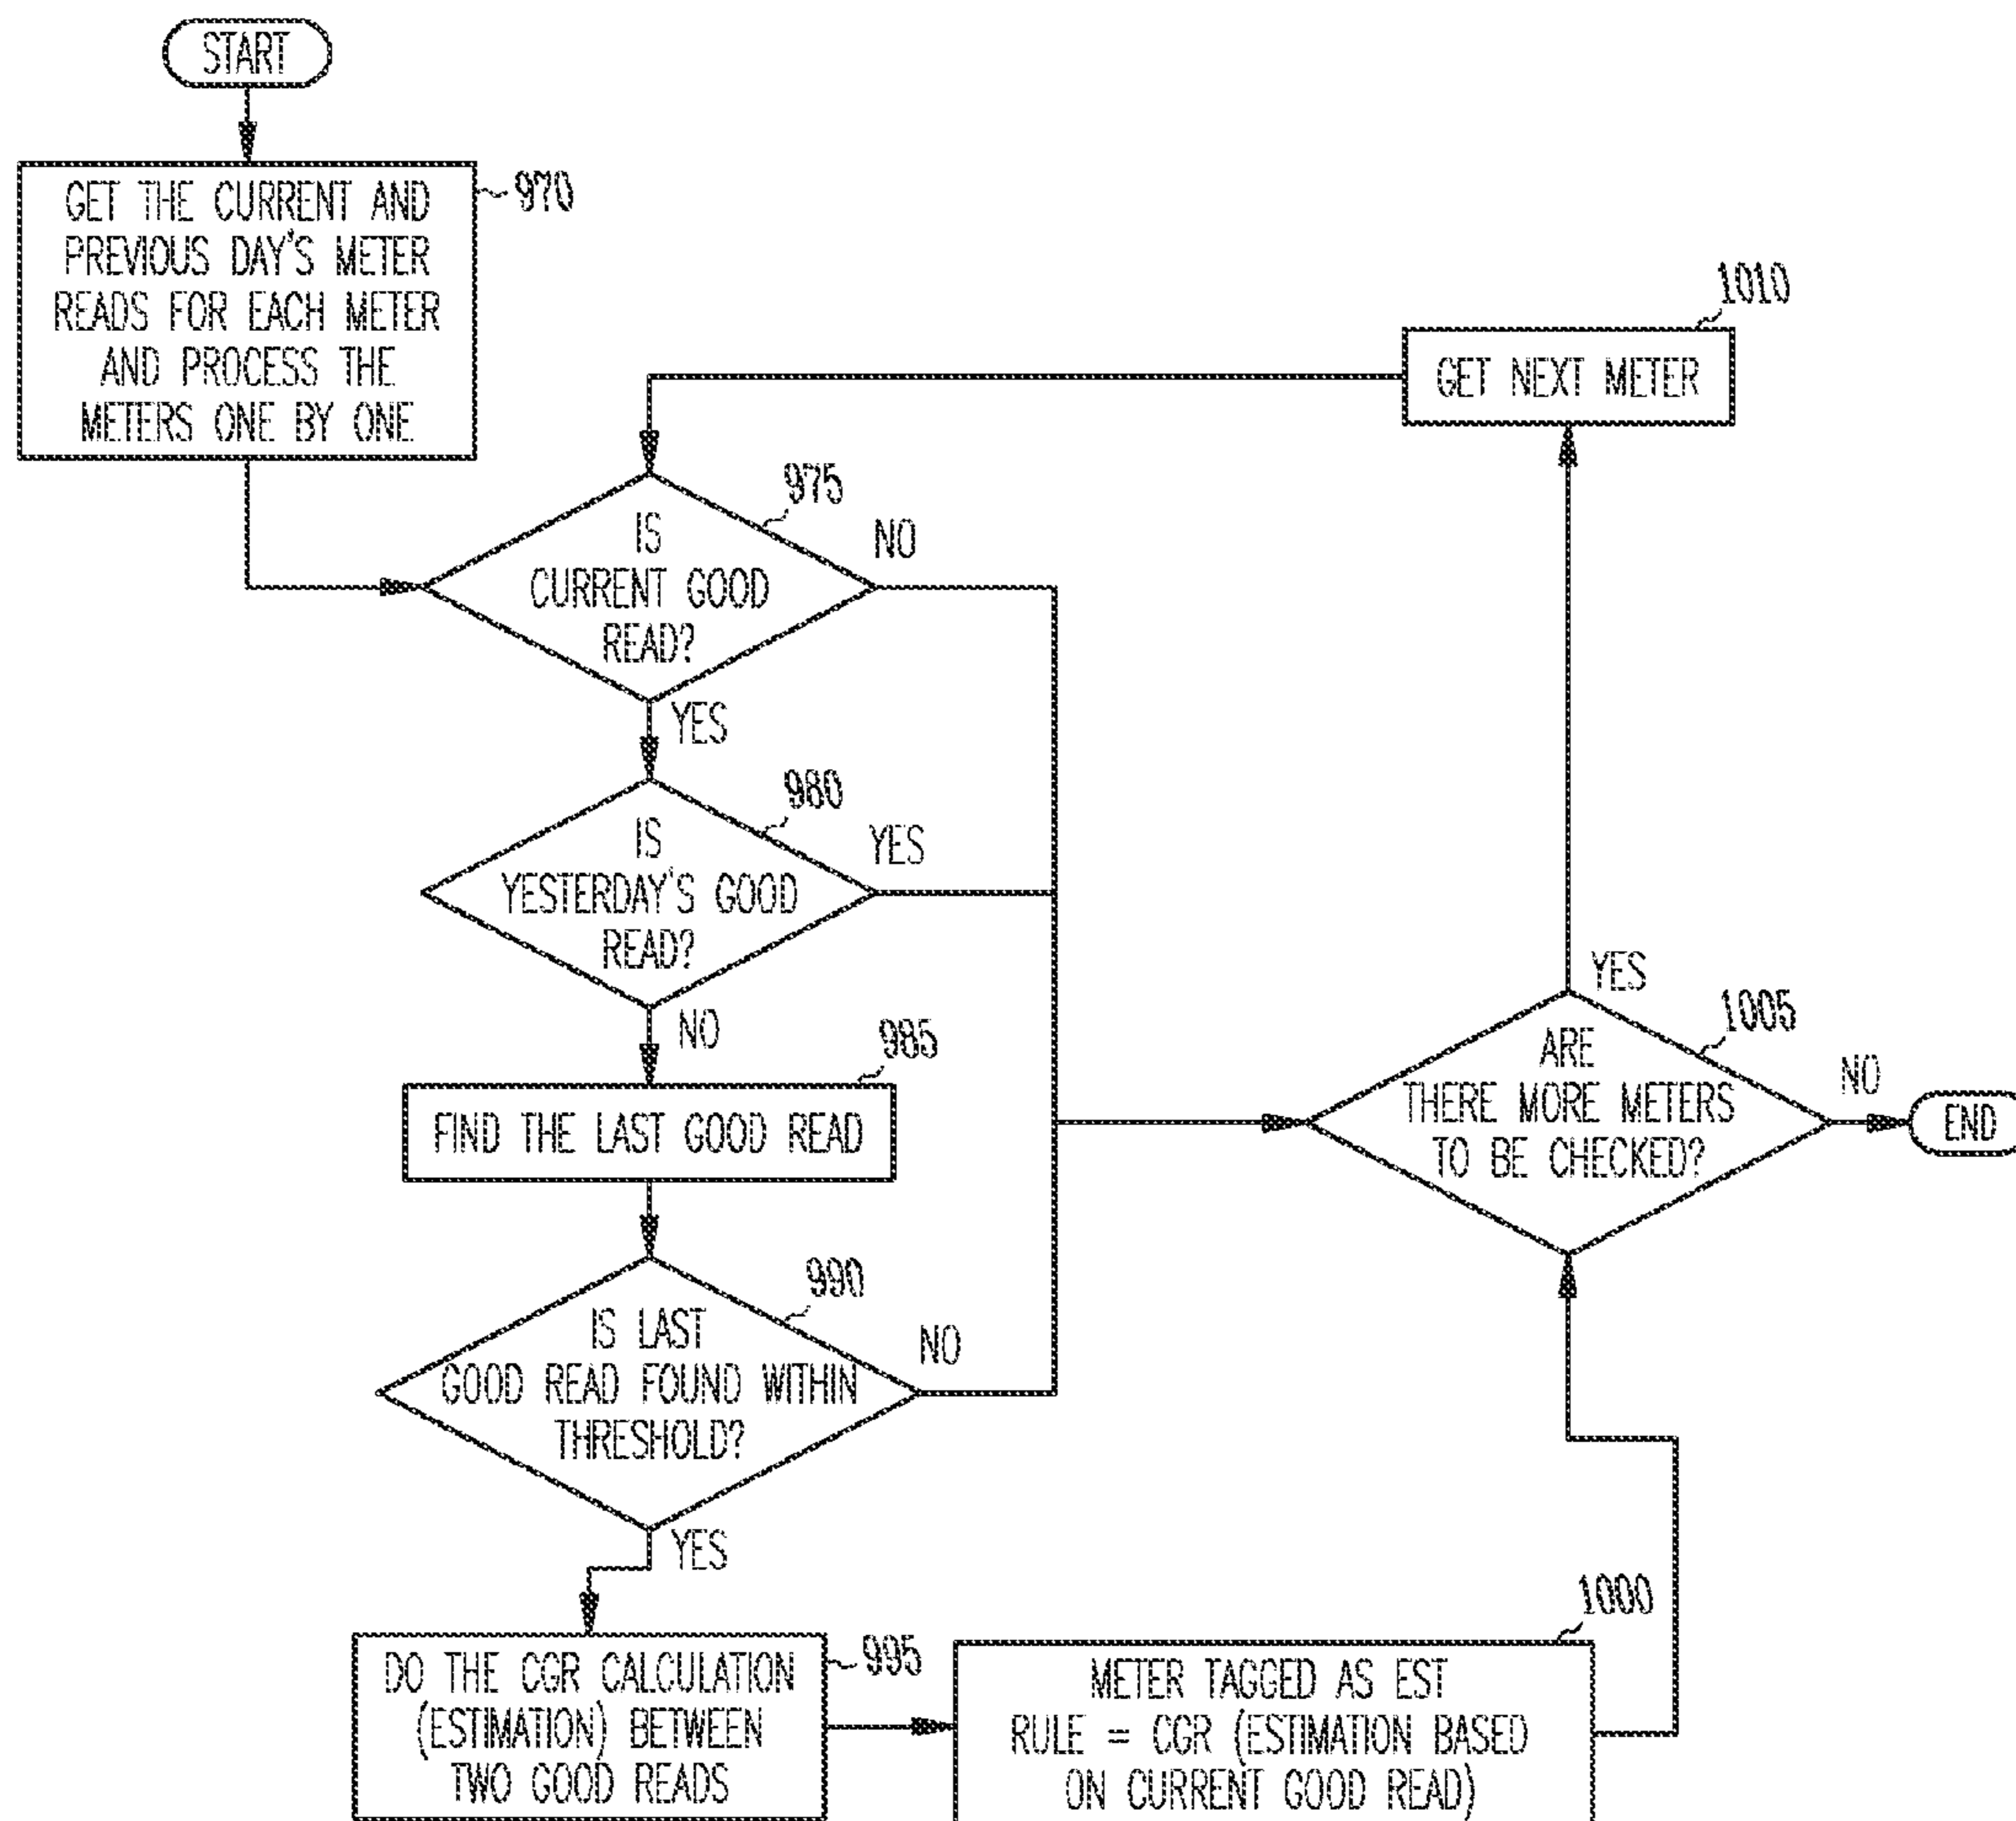 START
GET THE CURRENT AND
PREVIOUS DAY'S METER
READS FOR EACH METER
AND PROCESS THE
METERS ONE BY ONE
970
1010
GET NEXT METER
975
IS
CURRENT GOOD
READ?
NO
YES
980
IS
YESTERDAY'S GOOD
READ?
YES
NO
985
FIND THE LAST GOOD READ
YES
1005
ARE
THERE MORE METERS
TO BE CHECKED?
NO
END
990
IS LAST
GOOD READ FOUND WITHIN
THRESHOLD?
NO
YES
DO THE CGR CALCULATION
(ESTIMATION) BETWEEN
TWO GOOD READS
995
1000
METER TAGGED AS EST
RULE = CGR (ESTIMATION BASED
ON CURRENT GOOD READ)